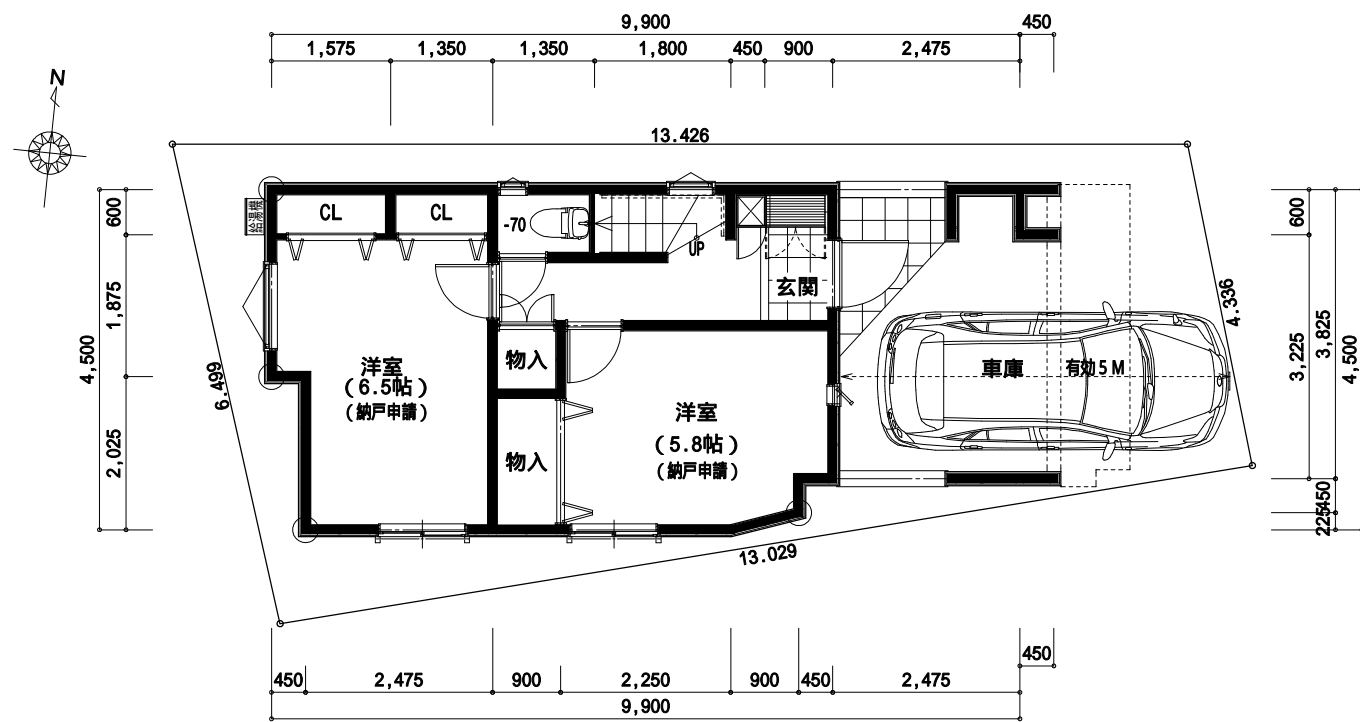 9,900
450
1,575
1,350
1,350
1,800
450
900
2,475
N
13.426
600
1,875
2,025
4,500
給湯機
CL
CL
-70
UP
玄関
4.336
600
3,225
450
225
3,825
4,500
6.499
洋室
(6.5帖)
(納戸申請)
物入
物入
洋室
(5.8帖)
(納戸申請)
車庫
有効5M
13.029
450
2,475
900
2,250
900
450
2,475
450
9,900